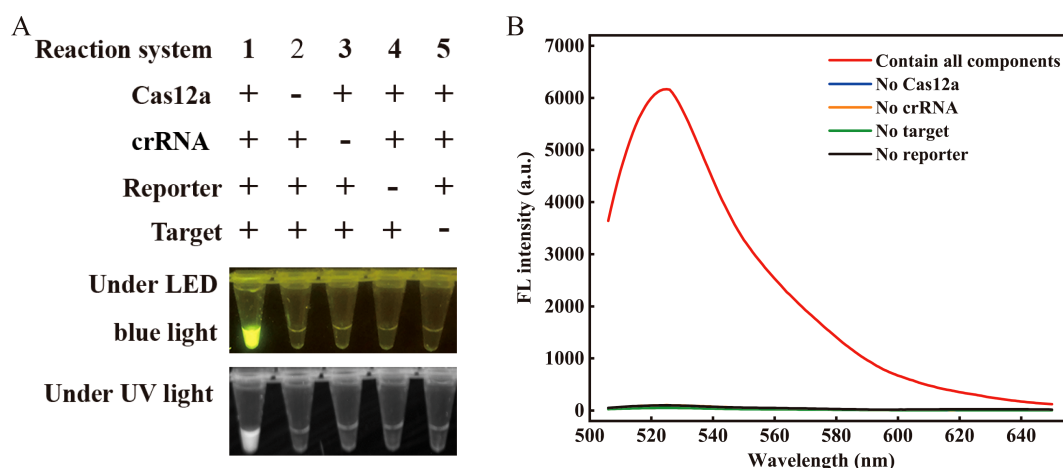 A
Reaction system 1 2 3 4 5
Cas12a + - + + +
crRNA + + - + +
Reporter + + + - +
Target + + + + -
Under LED
blue light
Under UV light
B
7000
6000
5000
4000
3000
2000
1000
0
FL intensity (a.u.)
Contain all components
No Cas12a
No crRNA
No target
No reporter
500 520 540 560 580 600 620 640
Wavelength (nm)